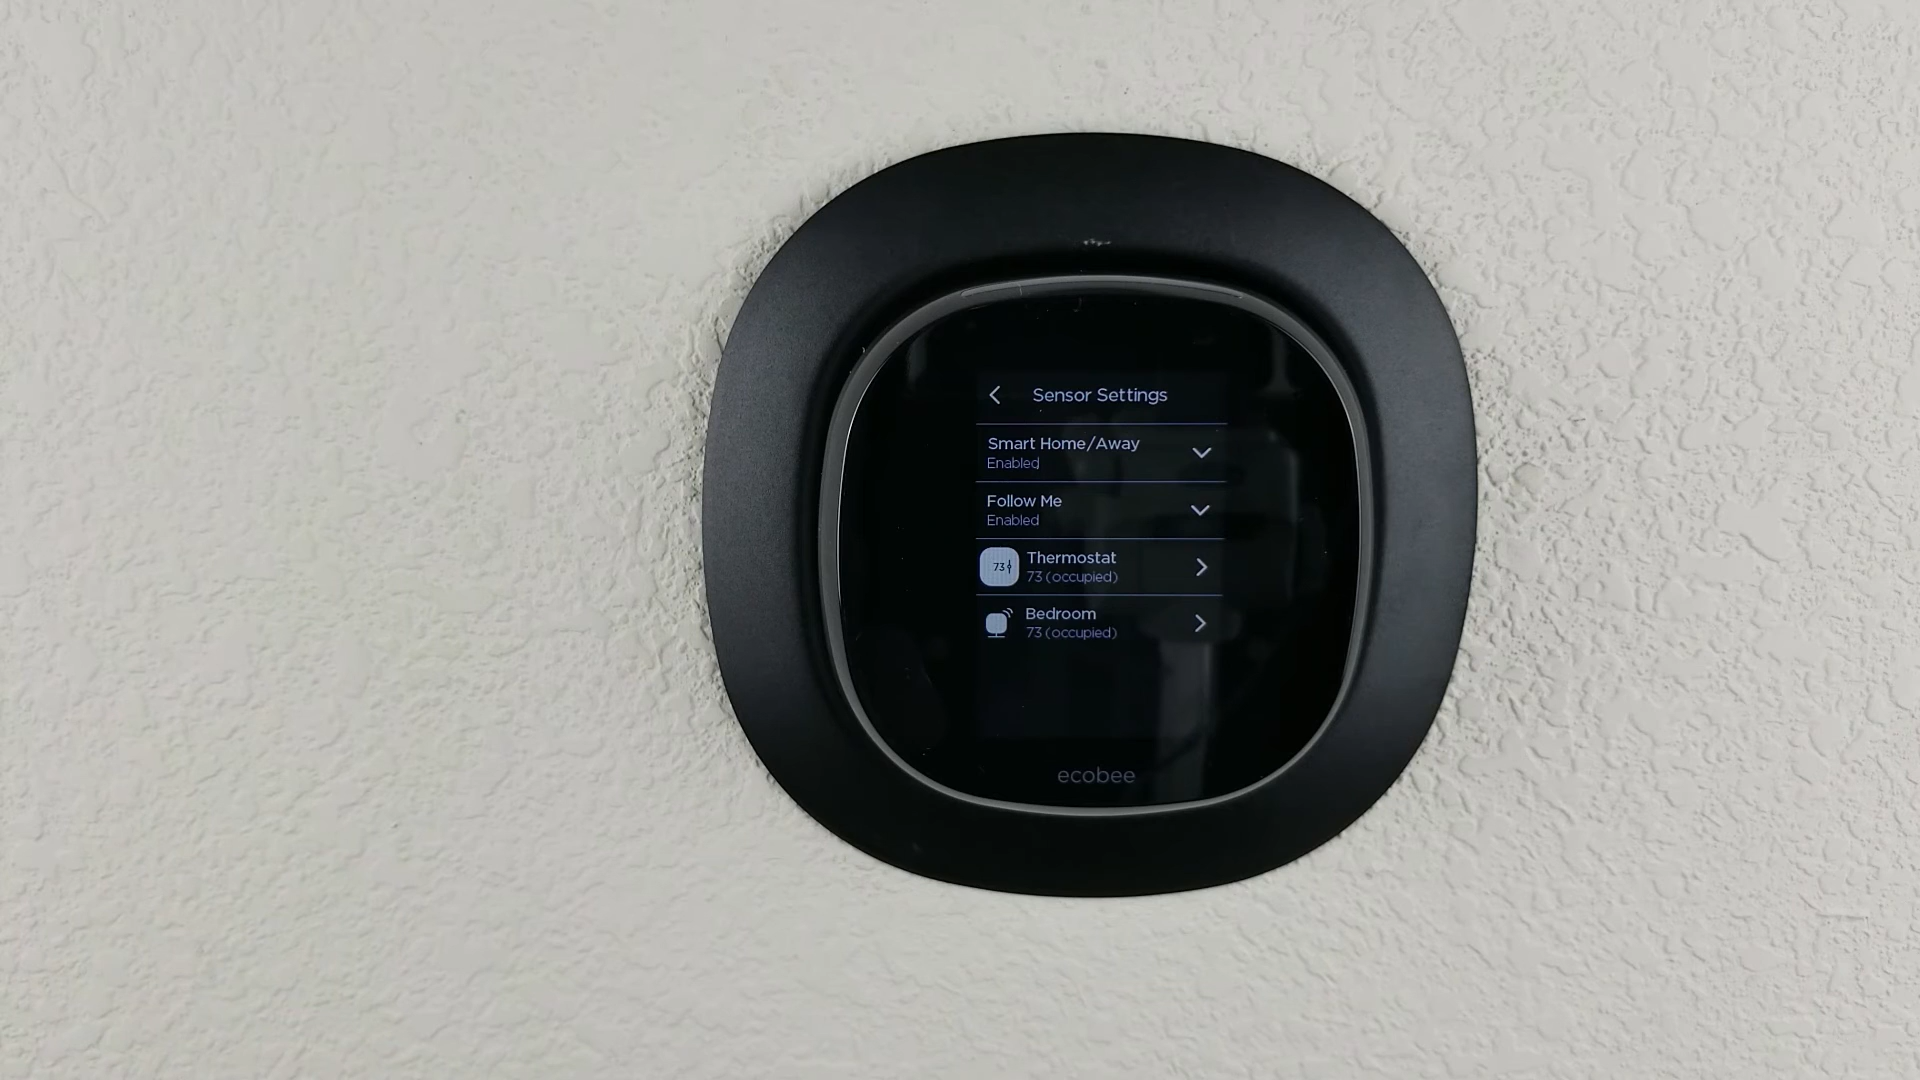 Sensor Settings
Smart Home/Away
Enabled
Follow Me
Enabled
73
Thermostat
73 (occupied)
Bedroom
73 (occupied)
ecobee